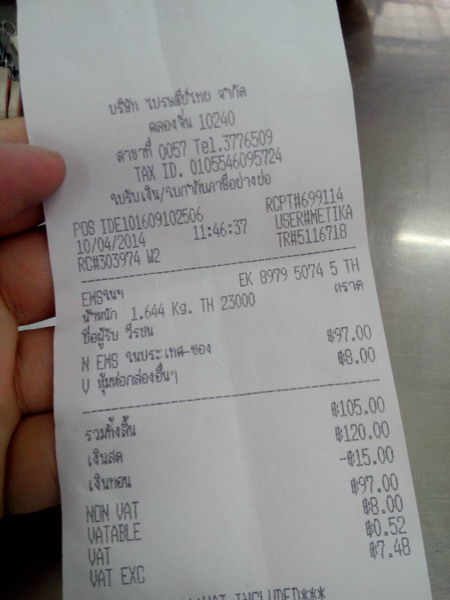 บริษัท ไปรษณีย์ไทย จำกัด
คลองจั่น 10240
สาขาที่ 0057 Tel.3776509
TAX ID. 0105546095724
ใบรับเงิน/ใบกำกับภาษีอย่างย่อ
POS IDE101609102506 RCPT#699114
10/04/2014 11:46:37 USER#METIKA
RC#303974 W2 TR#5116718
EMSในฯ EK 8979 5074 5 TH
น้ำหนัก 1.644 Kg. TH 23000 ตราด
ชื่อผู้รับ วีรชน
N EMS ในประเทศ-ซอง ฿97.00
V หุ้มห่อกล่องอื่นๆ ฿8.00
รวมทั้งสิ้น ฿105.00
เงินสด ฿120.00
เงินทอน -฿15.00
NON VAT ฿97.00
VATABLE ฿8.00
VAT ฿0.52
VAT EXC ฿7.48
VAT INCLUDED***